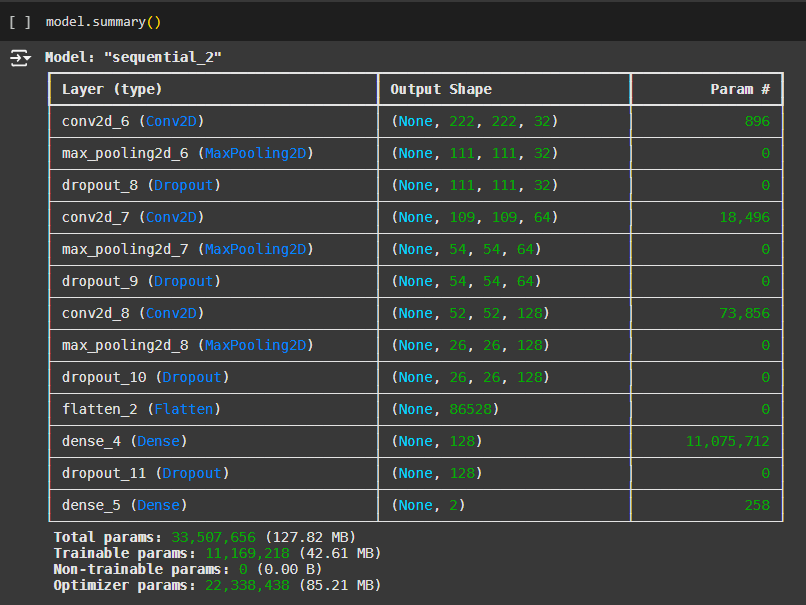 [ ] model.summary()
Model: "sequential_2"
Layer (type) Output Shape Param #
conv2d_6 (Conv2D) (None, 222, 222, 32) 896
max_pooling2d_6 (MaxPooling2D) (None, 111, 111, 32) 0
dropout_8 (Dropout) (None, 111, 111, 32) 0
conv2d_7 (Conv2D) (None, 109, 109, 64) 18,496
max_pooling2d_7 (MaxPooling2D) (None, 54, 54, 64) 0
dropout_9 (Dropout) (None, 54, 54, 64) 0
conv2d_8 (Conv2D) (None, 52, 52, 128) 73,856
max_pooling2d_8 (MaxPooling2D) (None, 26, 26, 128) 0
dropout_10 (Dropout) (None, 26, 26, 128) 0
flatten_2 (Flatten) (None, 86528) 0
dense_4 (Dense) (None, 128) 11,075,712
dropout_11 (Dropout) (None, 128) 0
dense_5 (Dense) (None, 2) 258
Total params: 33,507,656 (127.82 MB)
Trainable params: 11,169,218 (42.61 MB)
Non-trainable params: 0 (0.00 B)
Optimizer params: 22,338,438 (85.21 MB)